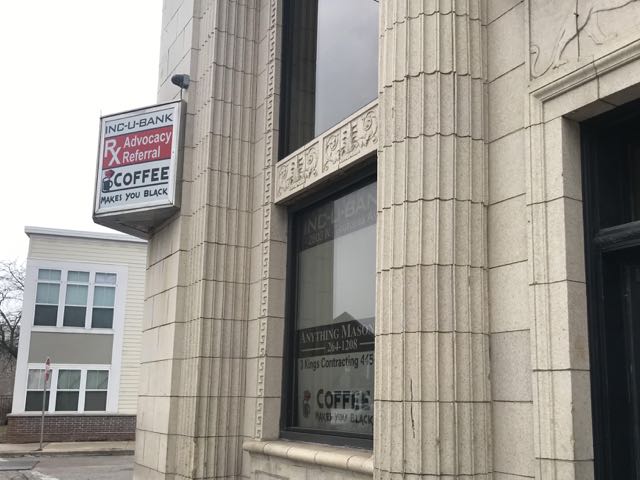 INC-U-BANK
Rx Advocacy
Referral
COFFEE
MAKES YOU BLACK
INC-U-BANK
ANYTHING MASON
264-1208
Kings Contracting
COFFEE
MAKES YOU BLACK